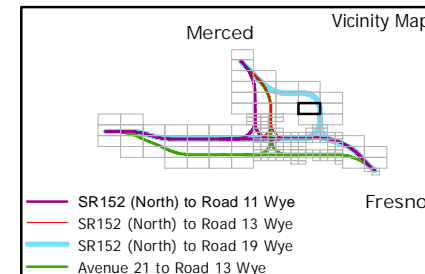 Vicinity Map
Merced
Fresno
SR152 (North) to Road 11 Wye
SR152 (North) to Road 13 Wye
SR152 (North) to Road 19 Wye
Avenue 21 to Road 13 Wye